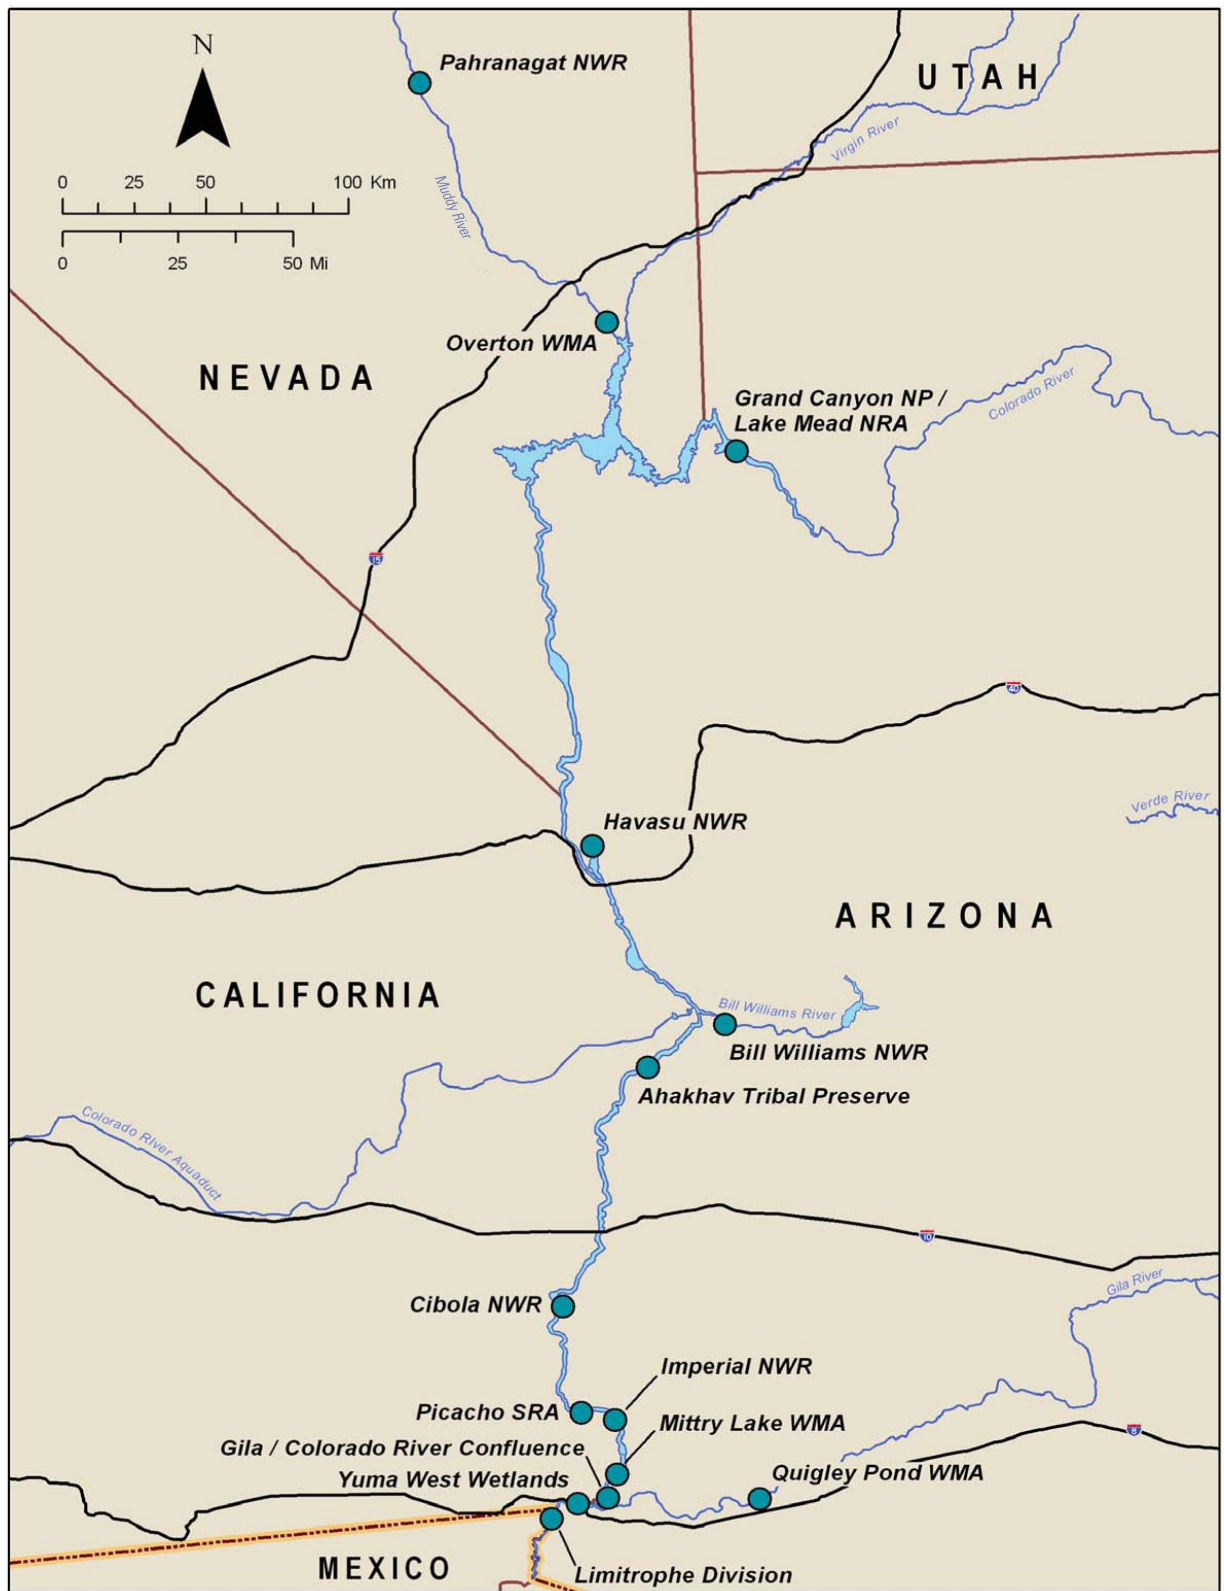 N
Pahranagat NWR
UTAH
Virgin River
0 25 50 100 Km
0 25 50 Mi
Muddy River
Overton WMA
NEVADA
Grand Canyon NP /
Lake Mead NRA
Colorado River
15
40
Verde River
Havasu NWR
ARIZONA
CALIFORNIA
Bill Williams River
Bill Williams NWR
Ahakhav Tribal Preserve
Colorado RIver Aquaduct
10
Gila River
Cibola NWR
Imperial NWR
Picacho SRA
Mittry Lake WMA
Gila / Colorado River Confluence
Yuma West Wetlands
8
Quigley Pond WMA
MEXICO
Limitrophe Division